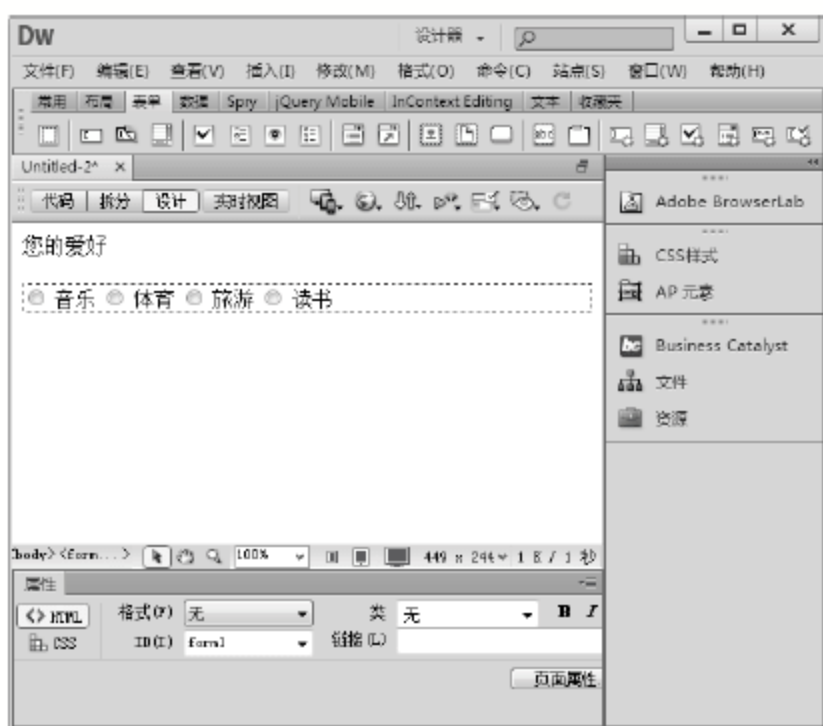 Dw 设计器
文件(F) 编辑(E) 查看(V) 插入(I) 修改(M) 格式(O) 命令(C) 站点(S) 窗口(W) 帮助(H)
常用 布局 表单 数据 Spry jQuery Mobile InContext Editing 文本 收藏夹
Untitled-2* ×
代码 拆分 设计 实时视图
Adobe BrowserLab
您的爱好
CSS样式
音乐 体育 旅游 读书
AP 元素
Business Catalyst
文件
资源
<form...> 100% 449 x 244 1 K / 1 秒
属性
<> HTML 格式(F) 无 类 无 B I
CSS ID(I) form1 链接(L)
页面属性